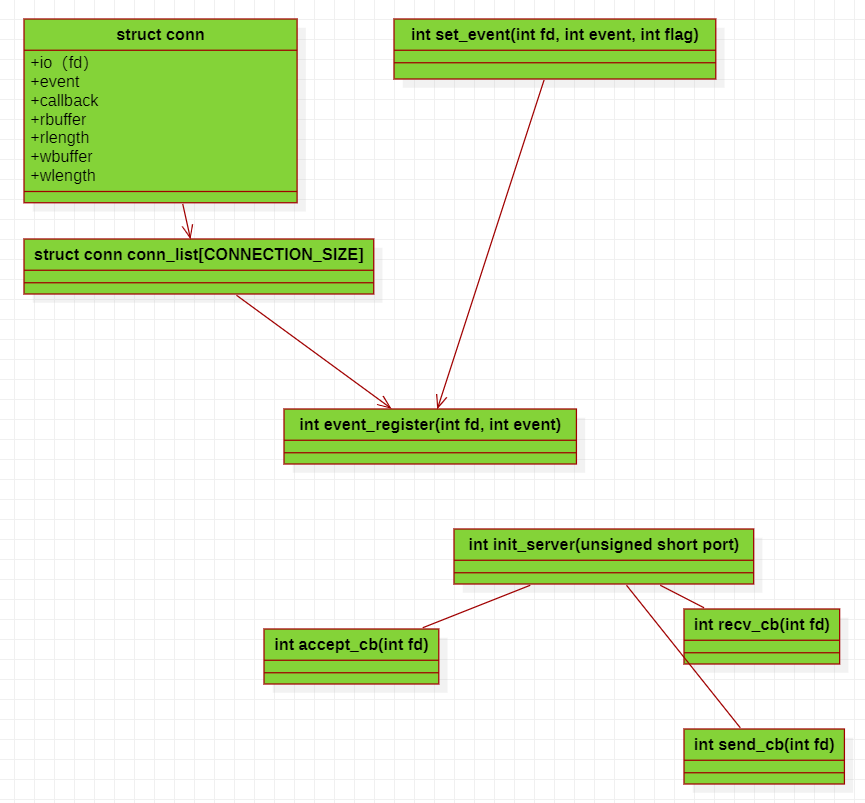 struct conn
+io（fd）
+event
+callback
+rbuffer
+rlength
+wbuffer
+wlength
int set_event(int fd, int event, int flag)
struct conn conn_list[CONNECTION_SIZE]
int event_register(int fd, int event)
int init_server(unsigned short port)
int accept_cb(int fd)
int recv_cb(int fd)
int send_cb(int fd)